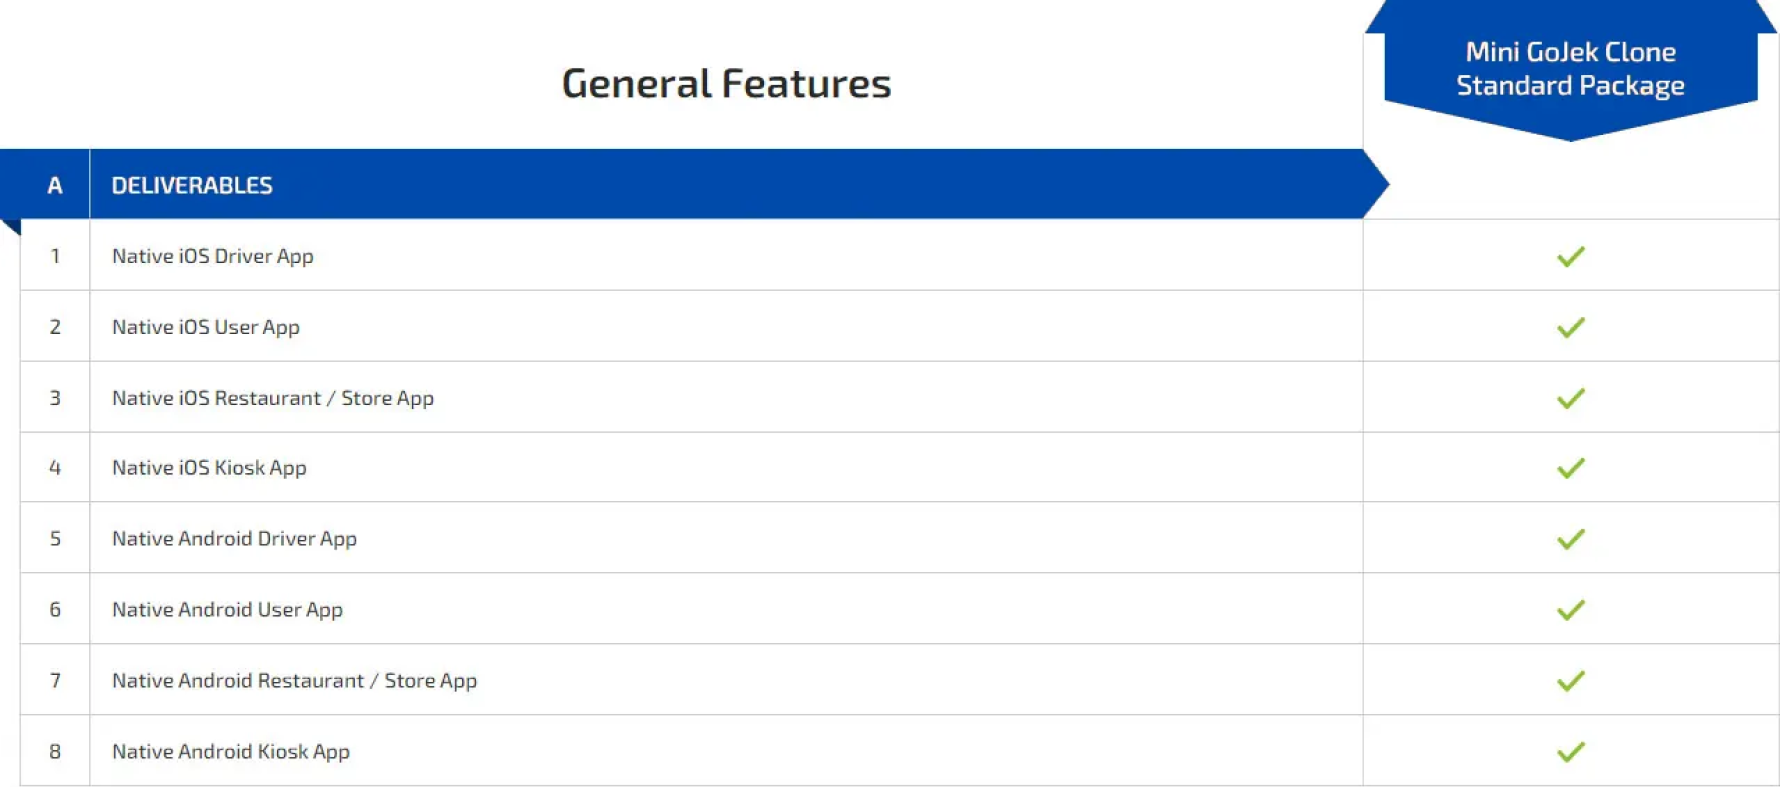 General Features
Mini GoJek Clone
Standard Package
A DELIVERABLES
1 Native iOS Driver App
2 Native iOS User App
3 Native iOS Restaurant / Store App
4 Native iOS Kiosk App
5 Native Android Driver App
6 Native Android User App
7 Native Android Restaurant / Store App
8 Native Android Kiosk App